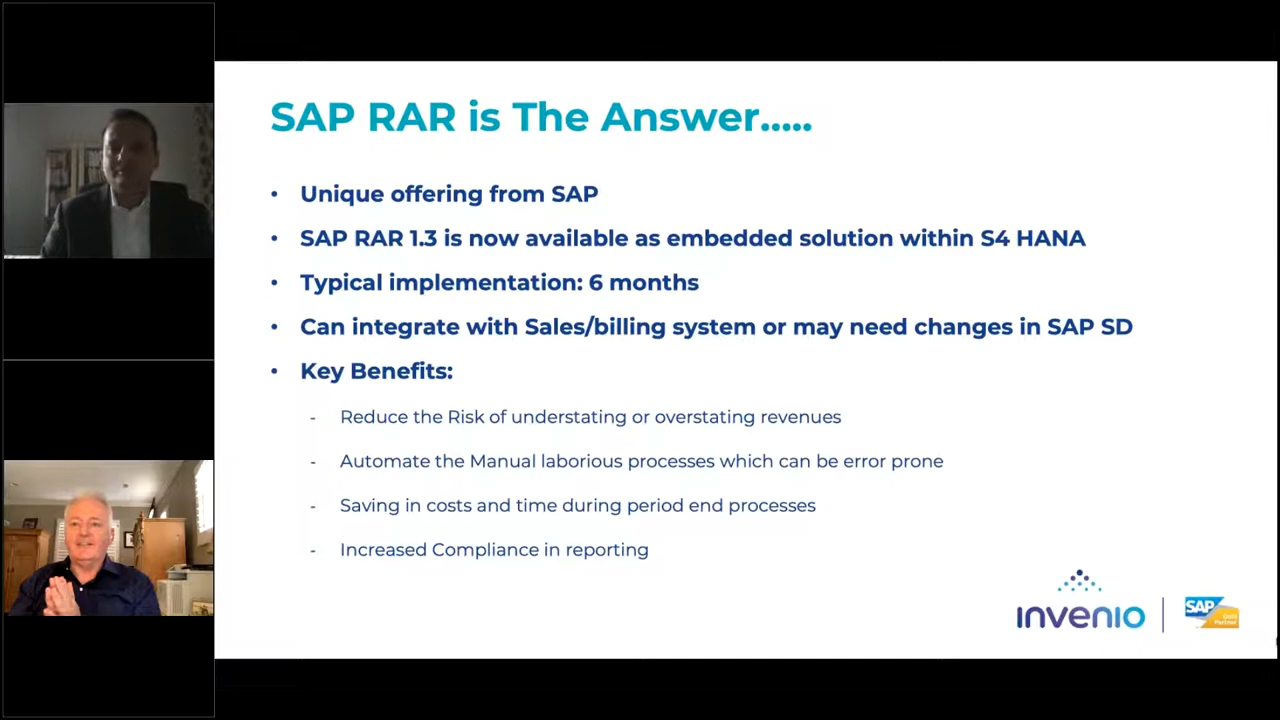 SAP RAR is The Answer.....
• Unique offering from SAP
• SAP RAR 1.3 is now available as embedded solution within S4 HANA
• Typical implementation: 6 months
• Can integrate with Sales/billing system or may need changes in SAP SD
• Key Benefits:
- Reduce the Risk of understating or overstating revenues
- Automate the Manual laborious processes which can be error prone
- Saving in costs and time during period end processes
- Increased Compliance in reporting
invenio
SAP
Gold
Partner